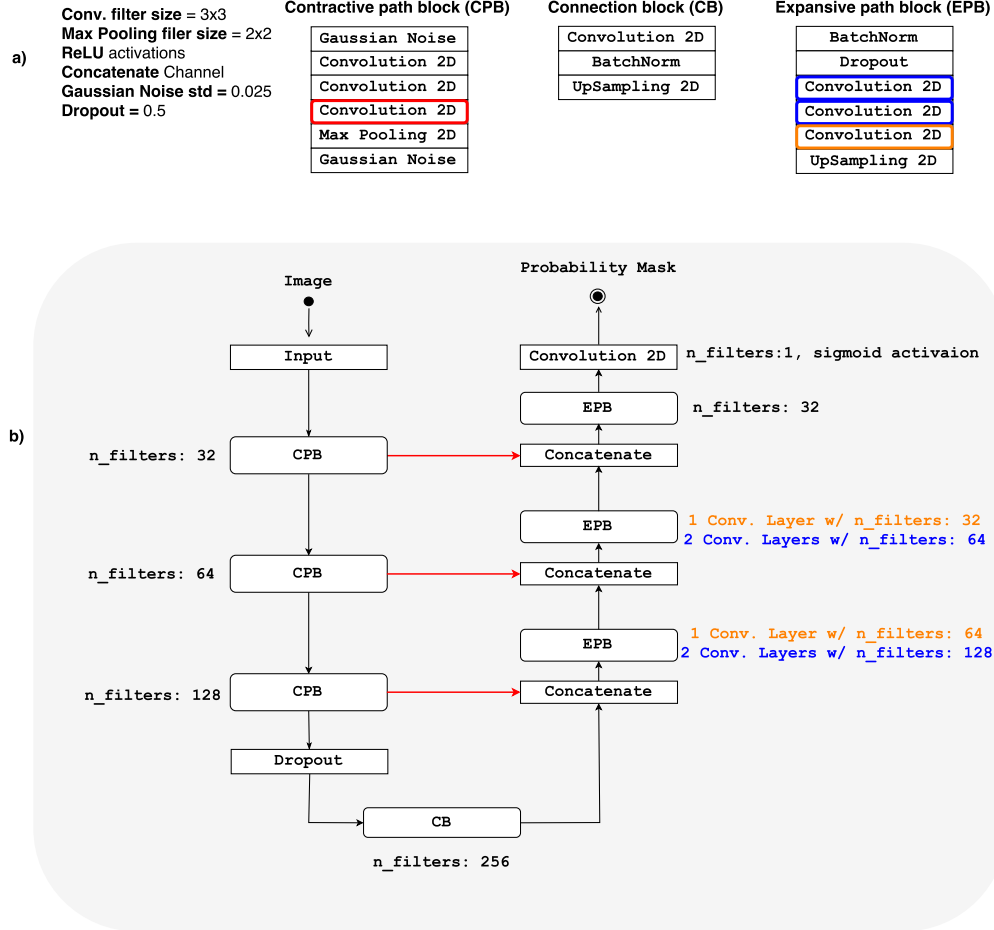 Conv. filter size = 3x3
Max Pooling filer size = 2x2
ReLU activations
Concatenate Channel
Gaussian Noise std = 0.025
Dropout = 0.5
a)
Contractive path block (CPB)
Gaussian Noise
Convolution 2D
Convolution 2D
Convolution 2D
Max Pooling 2D
Gaussian Noise
Connection block (CB)
Convolution 2D
BatchNorm
UpSampling 2D
Expansive path block (EPB)
BatchNorm
Dropout
Convolution 2D
Convolution 2D
Convolution 2D
UpSampling 2D
b)
Image
Input
n_filters: 32
CPB
n_filters: 64
CPB
n_filters: 128
CPB
Dropout
CB
n_filters: 256
Probability Mask
Convolution 2D
n_filters:1, sigmoid activaion
EPB
n_filters: 32
Concatenate
EPB
1 Conv. Layer w/ n_filters: 32
2 Conv. Layers w/ n_filters: 64
Concatenate
EPB
1 Conv. Layer w/ n_filters: 64
2 Conv. Layers w/ n_filters: 128
Concatenate